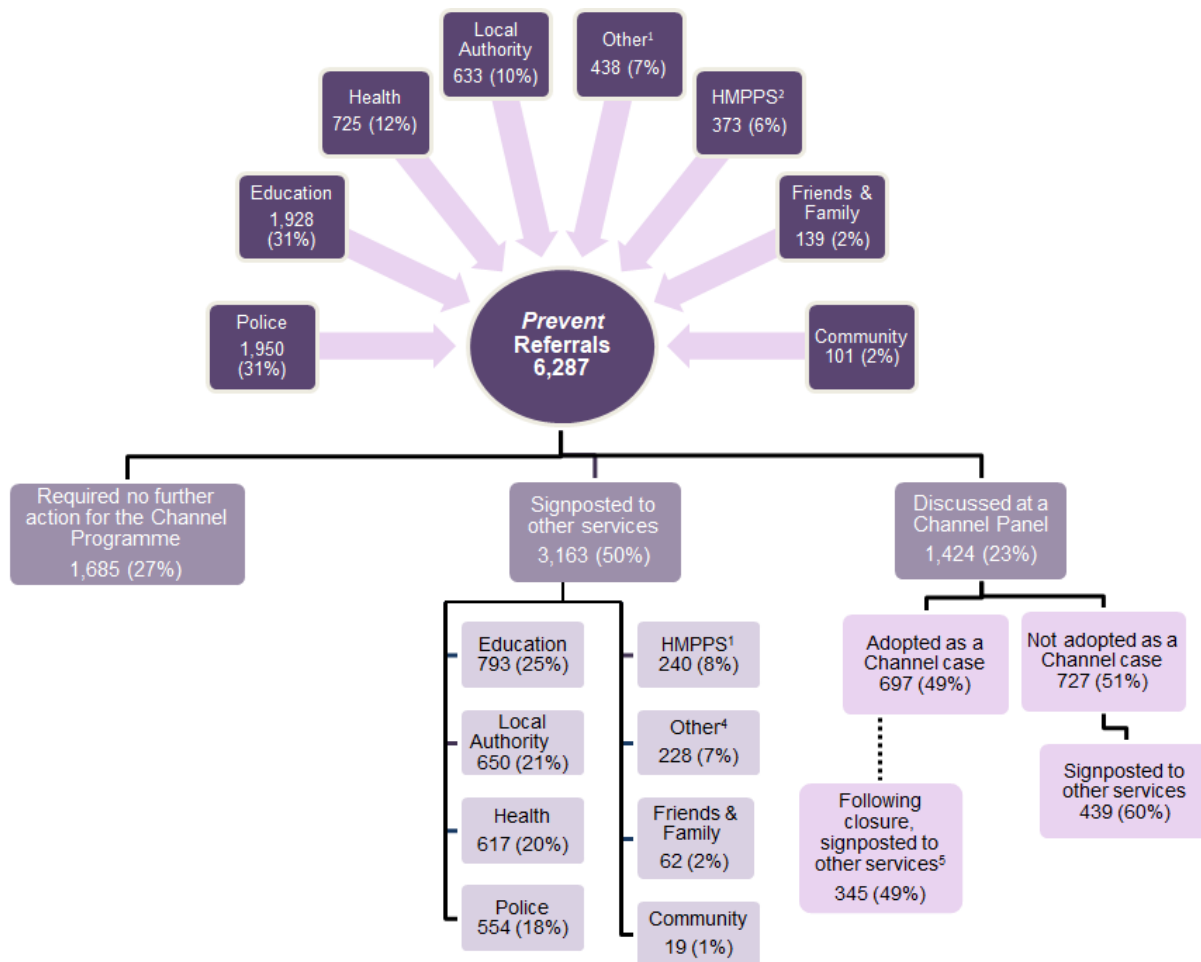 Local
Authority
633 (10%)
Other¹
438 (7%)
Health
725 (12%)
HMPPS²
373 (6%)
Education
1,928
(31%)
Friends &
Family
139 (2%)
Police
1,950
(31%)
Prevent
Referrals
6,287
Community
101 (2%)
Required no further
action for the Channel
Programme
1,685 (27%)
Signposted to
other services
3,163 (50%)
Discussed at a
Channel Panel
1,424 (23%)
Education
793 (25%)
HMPPS¹
240 (8%)
Local
Authority
650 (21%)
Other⁴
228 (7%)
Health
617 (20%)
Friends &
Family
62 (2%)
Police
554 (18%)
Community
19 (1%)
Adopted as a
Channel case
697 (49%)
Not adopted as a
Channel case
727 (51%)
Following
closure,
signposted to
other services⁵
345 (49%)
Signposted to
other services
439 (60%)